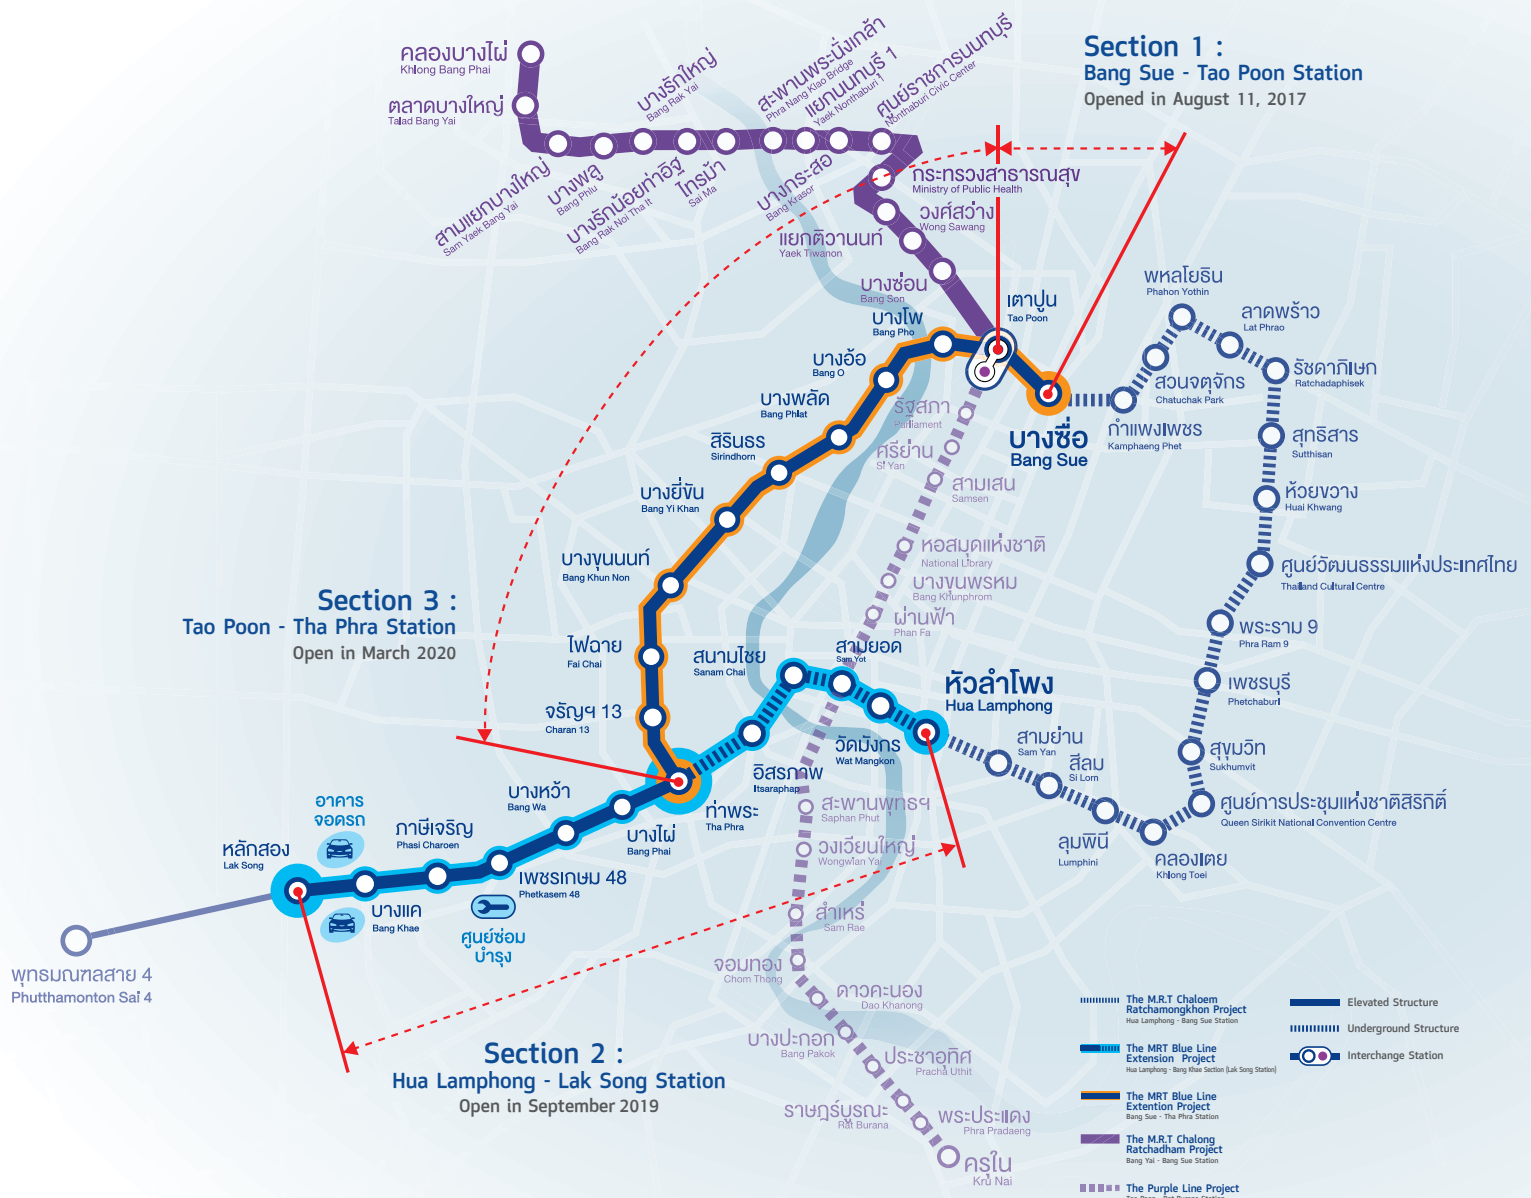 คลองบางไผ่
Khlong Bang Phai
ตลาดบางใหญ่
Talad Bang Yai
สามแยกบางใหญ่
Sam Yaek Bang Yai
บางพลู
Bang Phlu
บางรักใหญ่
Bang Rak Yai
บางรักน้อยท่าอิฐ
Bang Rak Noi Tha It
ไทรม้า
Sai Ma
สะพานพระนั่งเกล้า
Phra Nang Klao Bridge
แยกนนทบุรี 1
Yaek Nonthaburi 1
บางกระสอ
Bang Krasor
ศูนย์ราชการนนทบุรี
Nonthaburi Civic Center
กระทรวงสาธารณสุข
Ministry of Public Health
แยกติวานนท์
Yaek Tiwanon
วงศ์สว่าง
Wong Sawang
บางซ่อน
Bang Son
Section 1 :
Bang Sue - Tao Poon Station
Opened in August 11, 2017
เตาปูน
Tao Poon
บางโพ
Bang Pho
บางอ้อ
Bang O
บางพลัด
Bang Phlat
สิรินธร
Sirindhorn
บางยี่ขัน
Bang Yi Khan
บางขุนนนท์
Bang Khun Non
ไฟฉาย
Fai Chai
จรัญฯ 13
Charan 13
บางซื่อ
Bang Sue
กำแพงเพชร
Kamphaeng Phet
สวนจตุจักร
Chatuchak Park
พหลโยธิน
Phahon Yothin
ลาดพร้าว
Lat Phrao
รัชดาภิเษก
Ratchadaphisek
สุทธิสาร
Sutthisan
ห้วยขวาง
Huai Khwang
ศูนย์วัฒนธรรมแห่งประเทศไทย
Thailand Cultural Centre
พระราม 9
Phra Ram 9
เพชรบุรี
Phetchaburi
สุขุมวิท
Sukhumvit
ศูนย์การประชุมแห่งชาติสิริกิติ์
Queen Sirikit National Convention Centre
คลองเตย
Khlong Toei
ลุมพินี
Lumphini
สีลม
Si Lom
สามย่าน
Sam Yan
หัวลำโพง
Hua Lamphong
วัดมังกร
Wat Mangkon
สามยอด
Sam Yot
สนามไชย
Sanam Chai
อิสรภาพ
Itsaraphap
ท่าพระ
Tha Phra
บางไผ่
Bang Phai
บางหว้า
Bang Wa
เพชรเกษม 48
Phetkasem 48
ภาษีเจริญ
Phasi Charoen
บางแค
Bang Khae
หลักสอง
Lak Song
อาคาร
จอดรถ
ศูนย์ซ่อม
บำรุง
พุทธมณฑลสาย 4
Phutthamonton Sai 4
Section 3 :
Tao Poon - Tha Phra Station
Open in March 2020
Section 2 :
Hua Lamphong - Lak Song Station
Open in September 2019
รัฐสภา
Parliament
ศรีย่าน
Si Yan
สามเสน
Samsen
หอสมุดแห่งชาติ
National Library
บางขุนพรหม
Bang Khunphrom
ผ่านฟ้า
Phan Fa
สะพานพุทธฯ
Saphan Phut
วงเวียนใหญ่
Wongwian Yai
สำเหร่
Sam Rae
จอมทอง
Chom Thong
ดาวคะนอง
Dao Khanong
บางปะกอก
Bang Pakok
ประชาอุทิศ
Pracha Uthit
ราษฎร์บูรณะ
Rat Burana
พระประแดง
Phra Pradaeng
ครุใน
Kru Nai
The M.R.T Chaloem
Ratchamongkhon Project
Hua Lamphong - Bang Sue Station
The MRT Blue Line
Extension Project
Hua Lamphong - Bang Khae Section (Lak Song Station)
The MRT Blue Line
Extention Project
Bang Sue - Tha Phra Station
The M.R.T Chalong
Ratchadham Project
Bang Yai - Bang Sue Station
The Purple Line Project
Elevated Structure
Underground Structure
Interchange Station